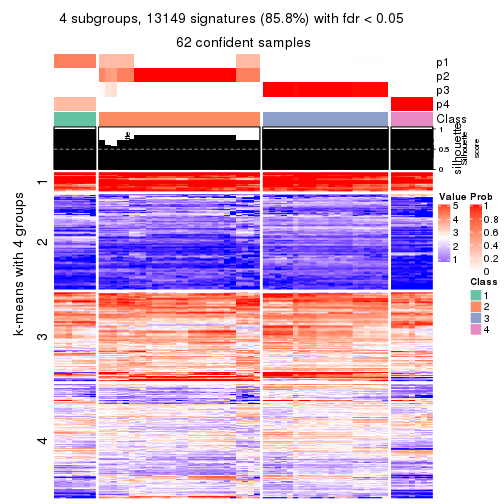 4 subgroups, 13149 signatures (85.8%) with fdr < 0.05
62 confident samples
p1
p2
p3
p4
Class
1
0.5
0
silhouette
Silhouette
score
k-means with 4 groups
1
2
3
4
Value
5
4
3
2
1
Prob
1
0.8
0.6
0.4
0.2
0
Class
1
2
3
4